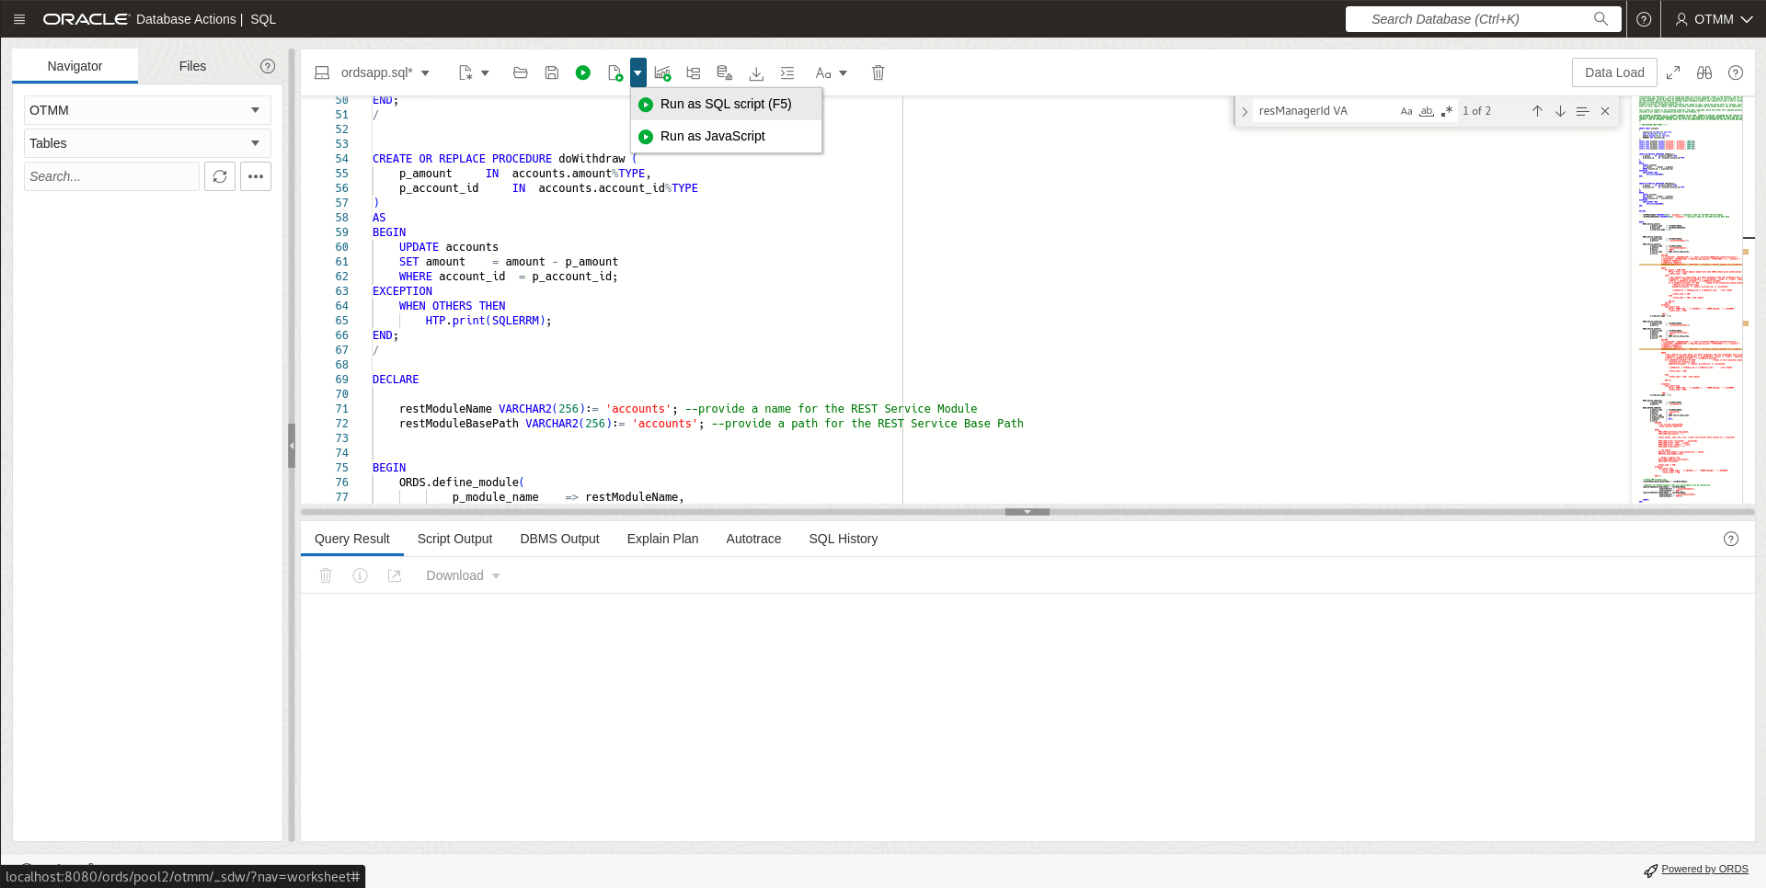 ORACLE Database Actions | SQL
Search Database (Ctrl+K)
OTMM
Navigator
Files
OTMM
Tables
Search...
ordsapp.sql*
Aa
Data Load
Run as SQL script (F5)
Run as JavaScript
resManagerId VA
Aa
ab
1 of 2
50 END;
51 /
52
53
54 CREATE OR REPLACE PROCEDURE doWithdraw (
55 p_amount IN accounts.amount%TYPE,
56 p_account_id IN accounts.account_id%TYPE
57 )
58 AS
59 BEGIN
60 UPDATE accounts
61 SET amount = amount - p_amount
62 WHERE account_id = p_account_id;
63 EXCEPTION
64 WHEN OTHERS THEN
65 HTP.print(SQLERRM);
66 END;
67 /
68
69 DECLARE
70
71 restModuleName VARCHAR2(256):= 'accounts'; --provide a name for the REST Service Module
72 restModuleBasePath VARCHAR2(256):= 'accounts'; --provide a path for the REST Service Base Path
73
74
75 BEGIN
76 ORDS.define_module(
77 p_module_name => restModuleName,
Query Result
Script Output
DBMS Output
Explain Plan
Autotrace
SQL History
Download
localhost:8080/ords/pool2/otmm/_sdw/?nav=worksheet#
Powered by ORDS